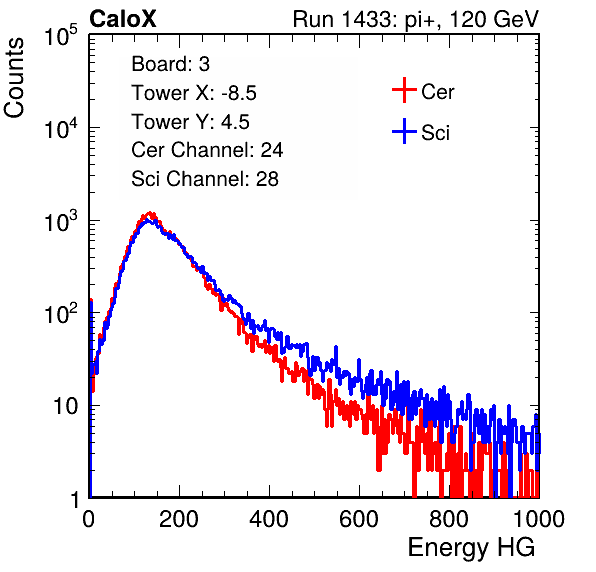 CaloX Run 1433: pi+, 120 GeV
Counts
10^5
10^4
10^3
10^2
10
1
Board: 3
Tower X: -8.5
Tower Y: 4.5
Cer Channel: 24
Sci Channel: 28
Cer
Sci
0 200 400 600 800 1000
Energy HG